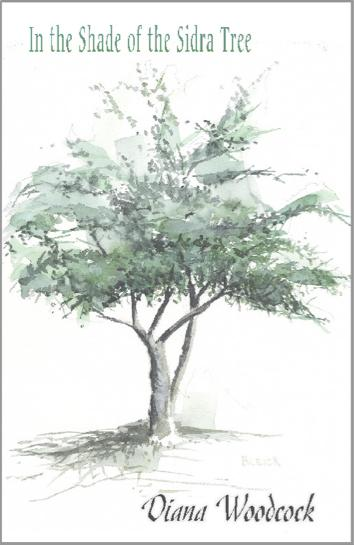 In the Shade of the Sidra Tree
Diana Woodcock